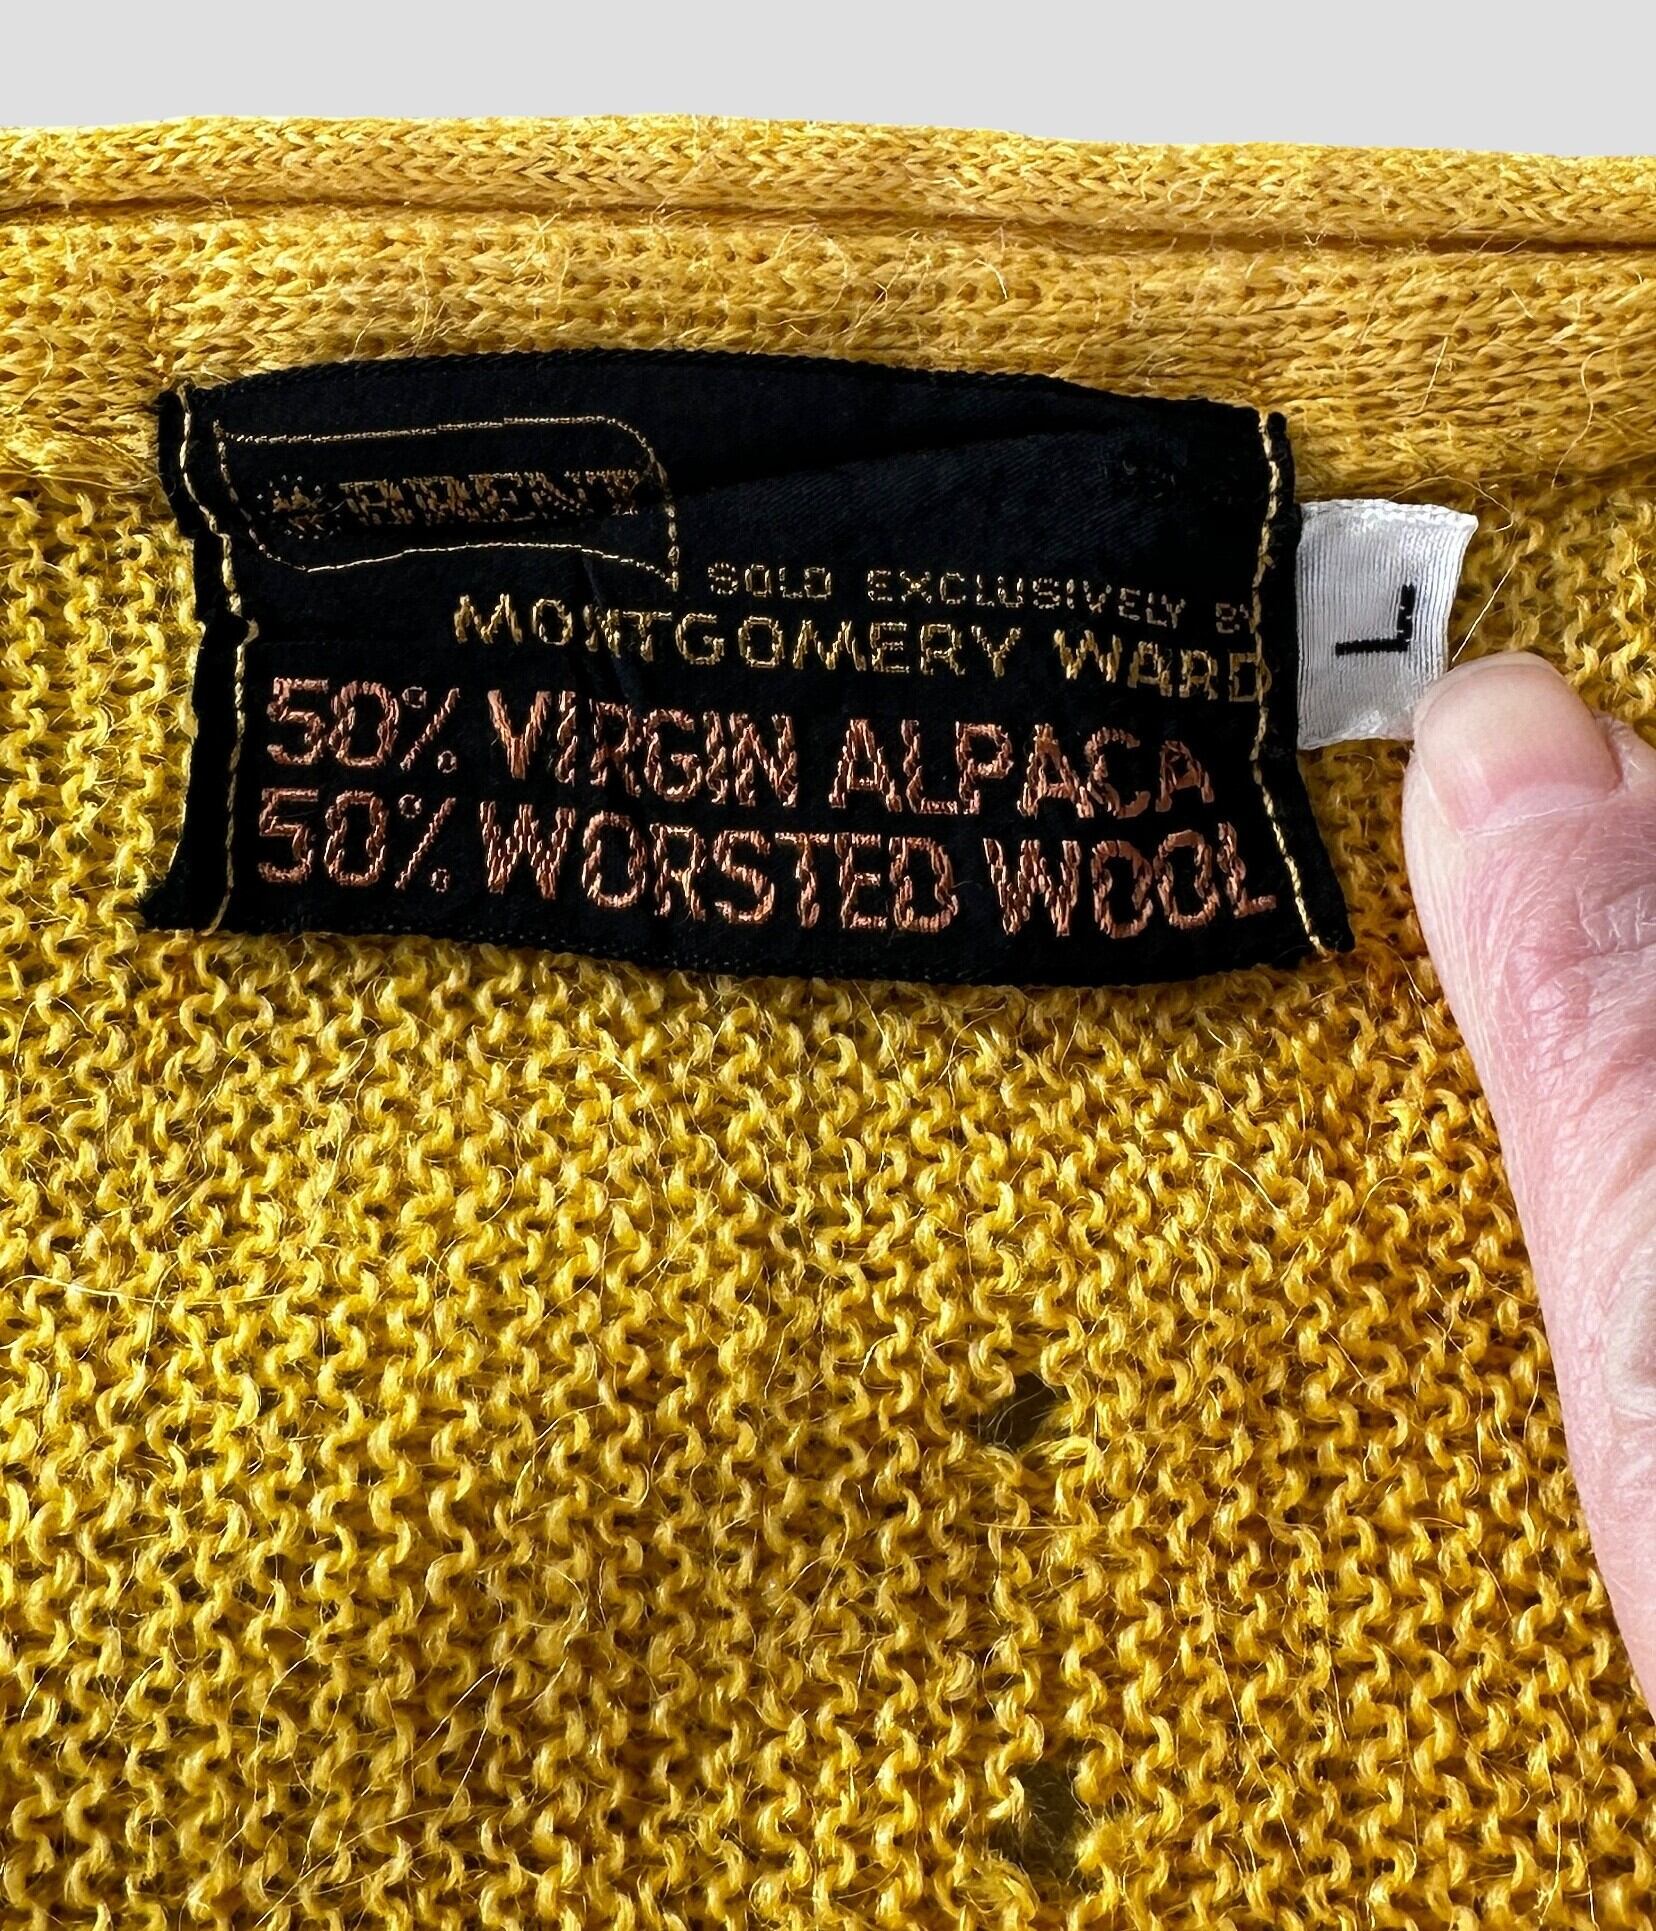 SOLD EXCLUSIVELY BY
MONTGOMERY WARD
50% VIRGIN ALPACA
50% WORSTED WOOL
L